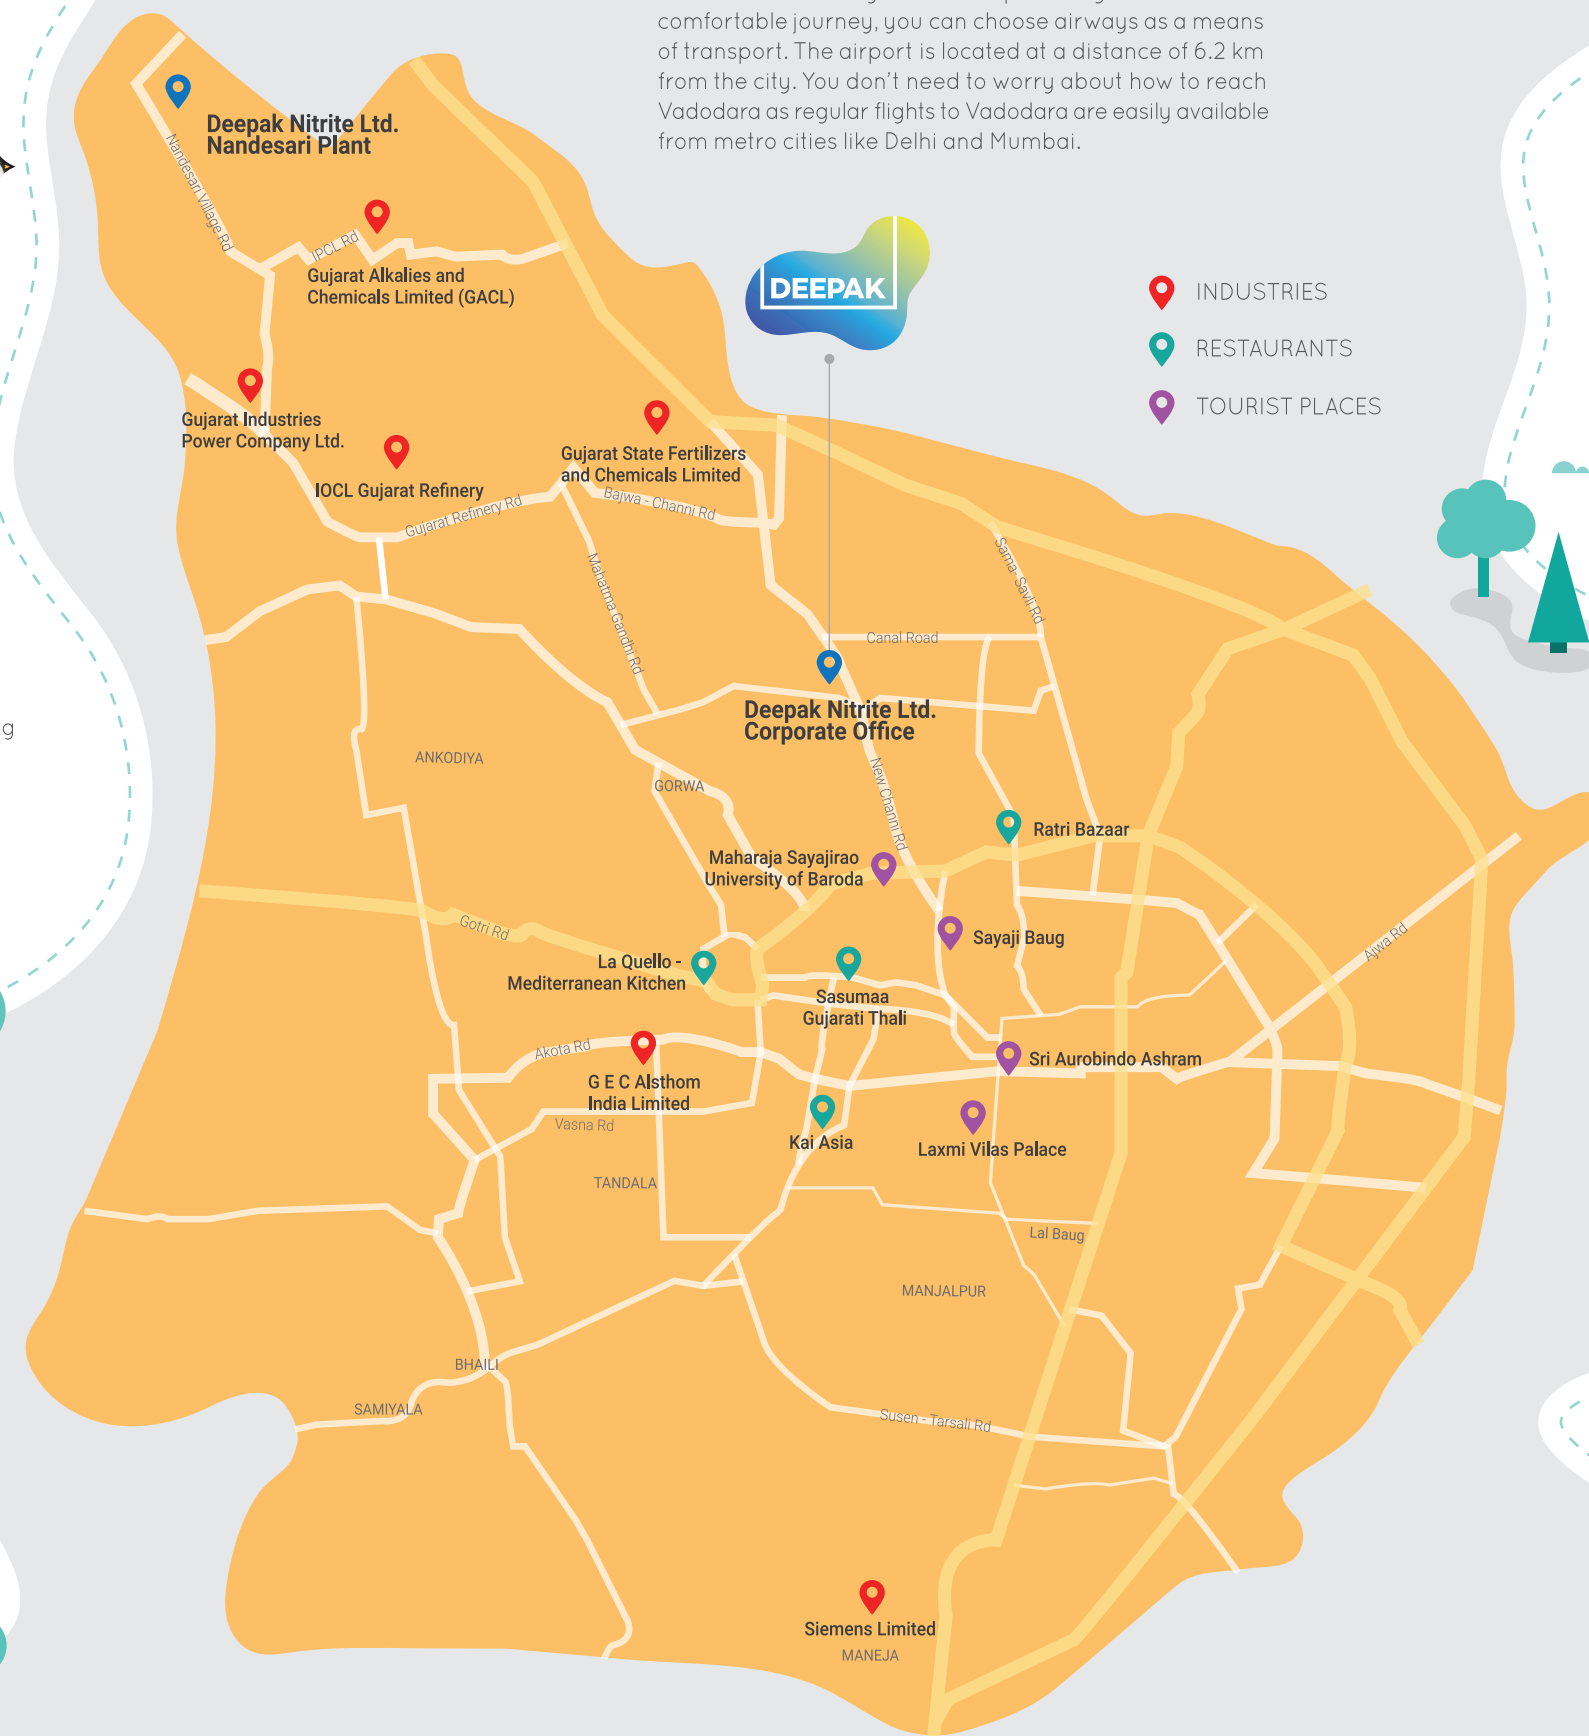 comfortable journey, you can choose airways as a means
of transport. The airport is located at a distance of 6.2 km
from the city. You don't need to worry about how to reach
Vadodara as regular flights to Vadodara are easily available
from metro cities like Delhi and Mumbai.
Deepak Nitrite Ltd.
Nandesari Plant
Nandesari Village Rd
IPCL Rd
Gujarat Alkalies and
Chemicals Limited (GACL)
DEEPAK
INDUSTRIES
RESTAURANTS
TOURIST PLACES
Gujarat Industries
Power Company Ltd.
IOCL Gujarat Refinery
Gujarat State Fertilizers
and Chemicals Limited
Gujarat Refinery Rd
Bajwa - Channi Rd
Mahatma Gandhi Rd
Sama- Savli Rd
Canal Road
Deepak Nitrite Ltd.
Corporate Office
g
ANKODIYA
GORWA
New Channi Rd
Ratri Bazaar
Maharaja Sayajirao
University of Baroda
Gotri Rd
Sayaji Baug
Ajwa Rd
La Quello -
Mediterranean Kitchen
Sasumaa
Gujarati Thali
Akota Rd
Sri Aurobindo Ashram
G E C Alsthom
India Limited
Vasna Rd
Kai Asia
Laxmi Vilas Palace
TANDALA
Lal Baug
MANJALPUR
BHAILI
SAMIYALA
Susen - Tarsali Rd
Siemens Limited
MANEJA